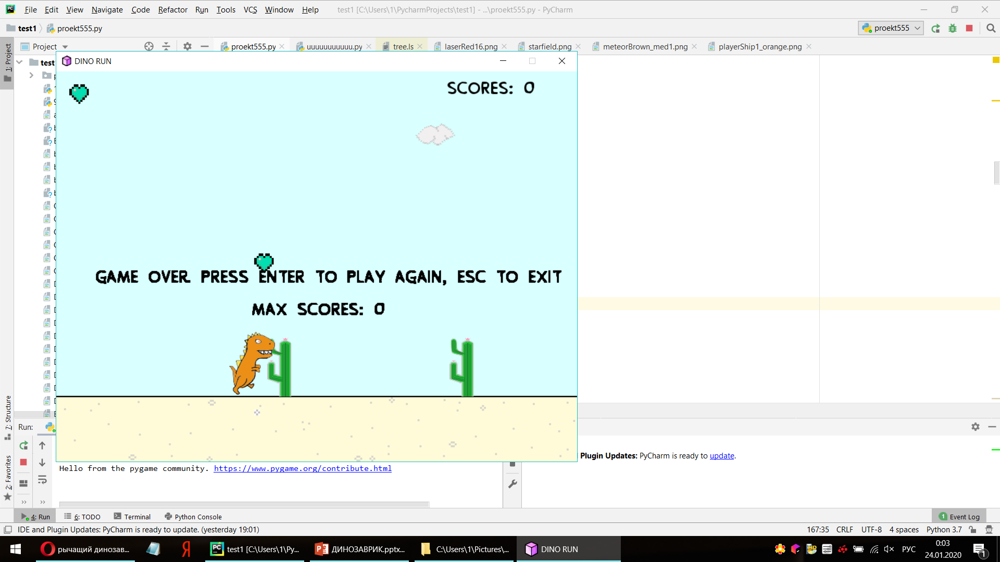 File Edit View Navigate Code Refactor Run Tools VCS Window Help test1 [C:\Users\1\PycharmProjects\test1] - ...\proekt555.py - PyCharm
test1 proekt555.py proekt555
1: Project
Project proekt555.py uuuuuuuuuuu.py tree.ls laserRed16.png starfield.png meteorBrown_med1.png playerShip1_orange.png
test
DINO RUN
SCORES: 0
GAME OVER. PRESS ENTER TO PLAY AGAIN, ESC TO EXIT
MAX SCORES: 0
7: Structure
2: Favorites
Run:
Plugin Updates: PyCharm is ready to update.
Hello from the pygame community. https://www.pygame.org/contribute.html
4: Run 6: TODO Terminal Python Console 1 Event Log
IDE and Plugin Updates: PyCharm is ready to update. (yesterday 19:01) 167:35 CRLF UTF-8 4 spaces Python 3.7
рычащий динозав... Я test1 [C:\Users\1\Py... ДИНОЗАВРИК.pptx... C:\Users\1\Pictures\... DINO RUN РУС 0:03
24.01.2020
1